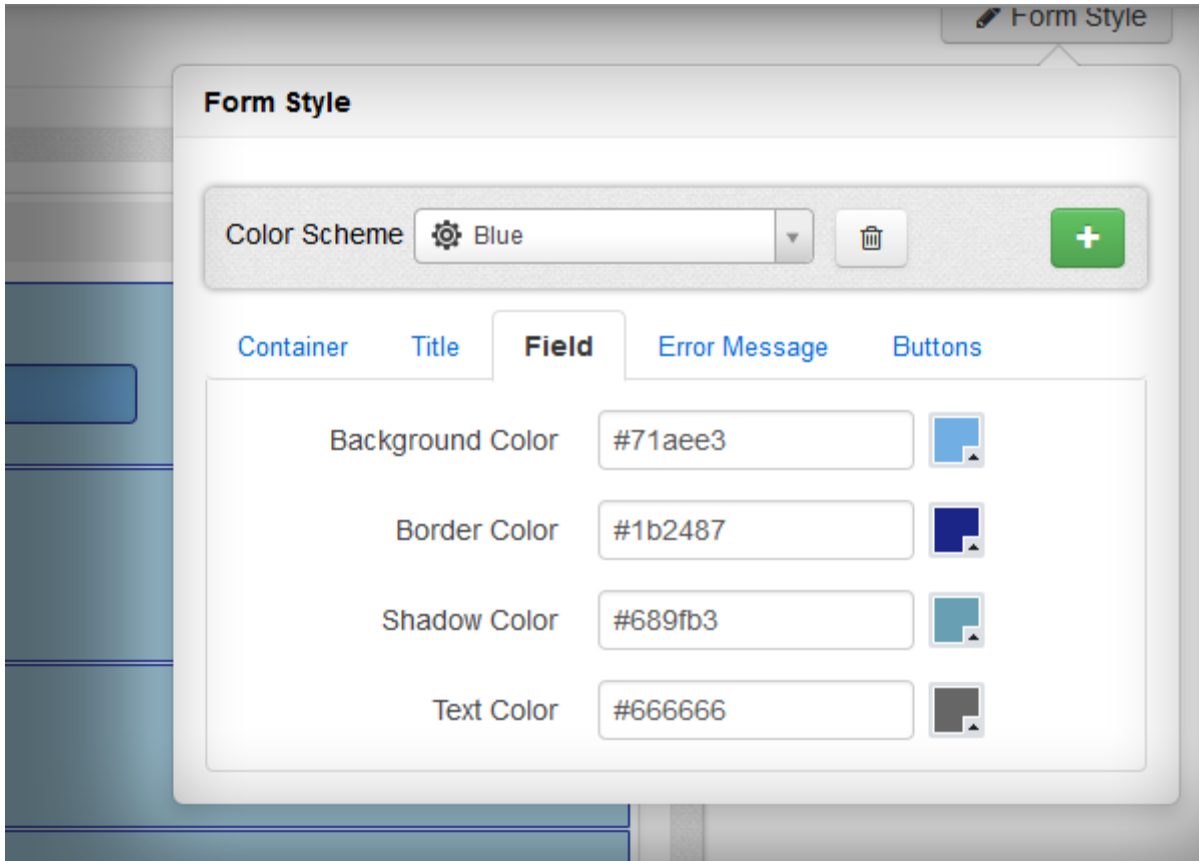 Form Style
Form Style
Color Scheme Blue
Container Title Field Error Message Buttons
Background Color #71aee3
Border Color #1b2487
Shadow Color #689fb3
Text Color #666666